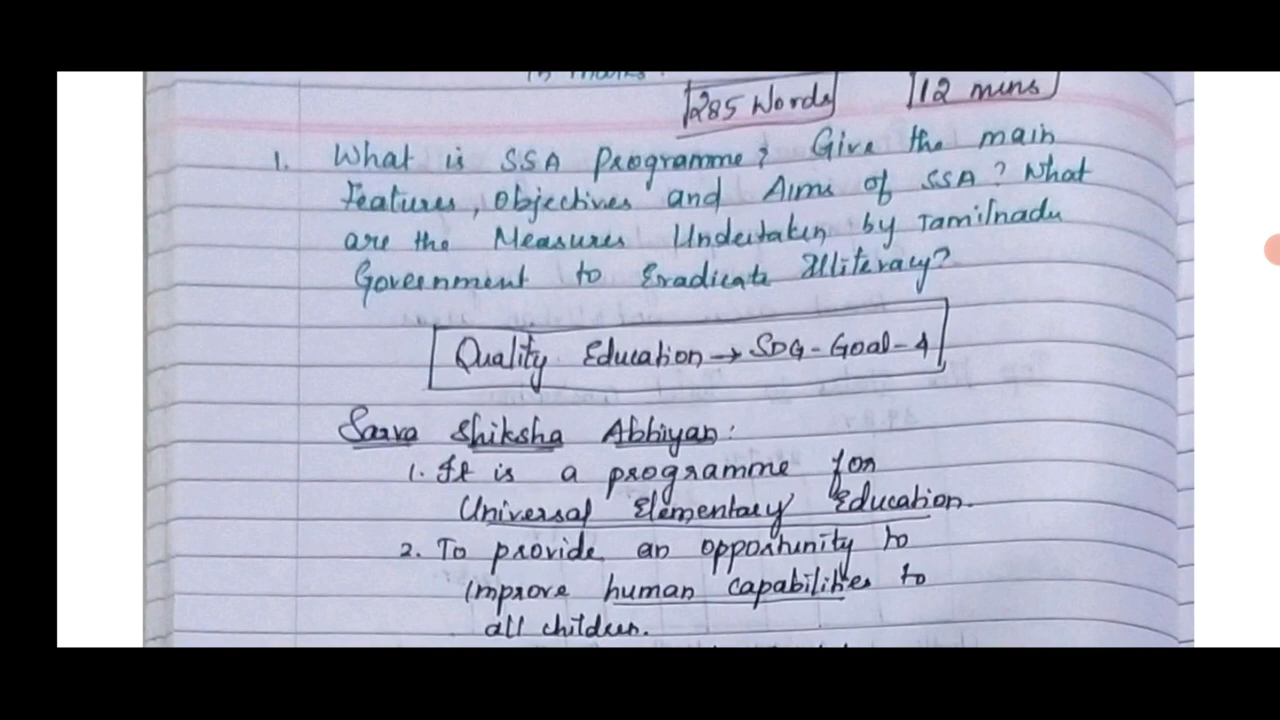 285 Words 12 mins
1. What is SSA Programme? Give the main
Features, Objectives and Aims of SSA? What
are the Measures Undertaken by Tamilnadu
Government to Eradicate Illiteracy?
Quality Education → SDG - Goal - 4
Sarva Shiksha Abhiyan:
1. It is a programme for
Universal Elementary Education.
2. To provide an opportunity to
improve human capabilities to
all children.